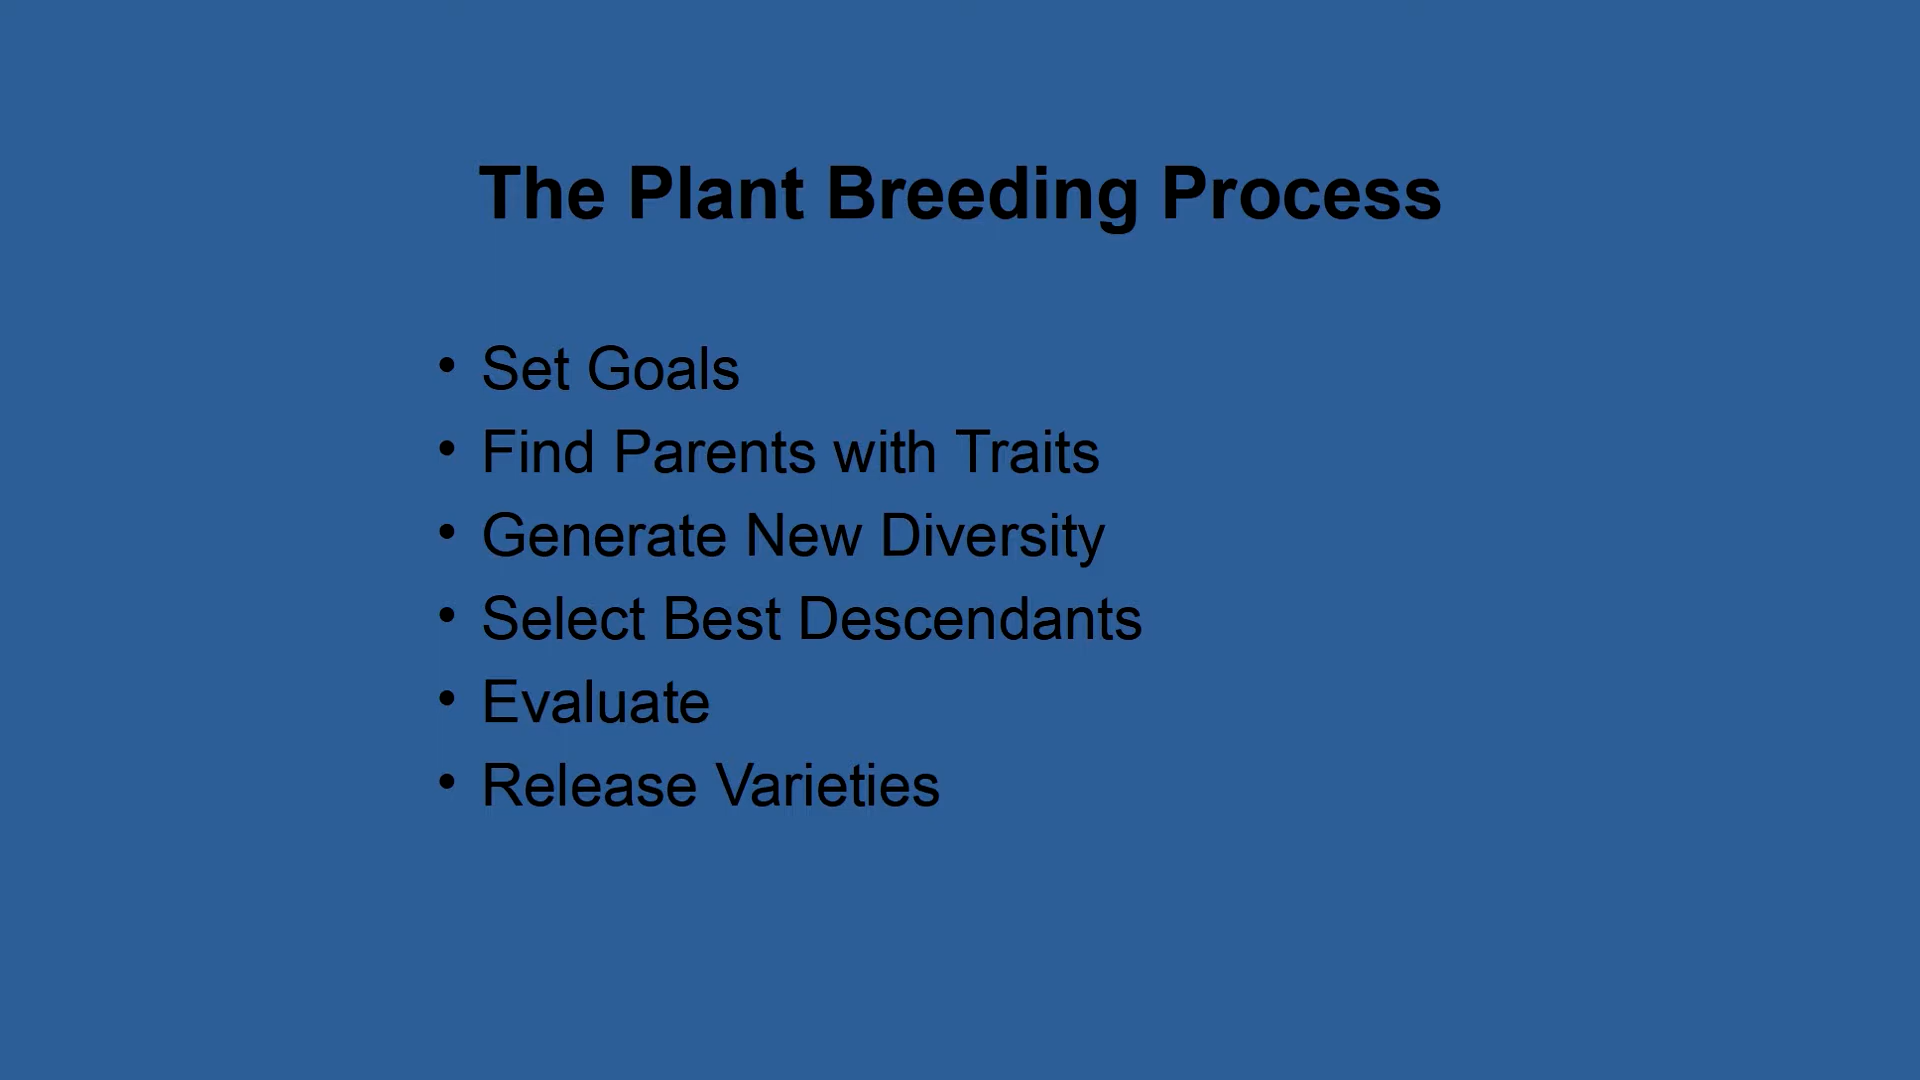 The Plant Breeding Process
• Set Goals
• Find Parents with Traits
• Generate New Diversity
• Select Best Descendants
• Evaluate
• Release Varieties